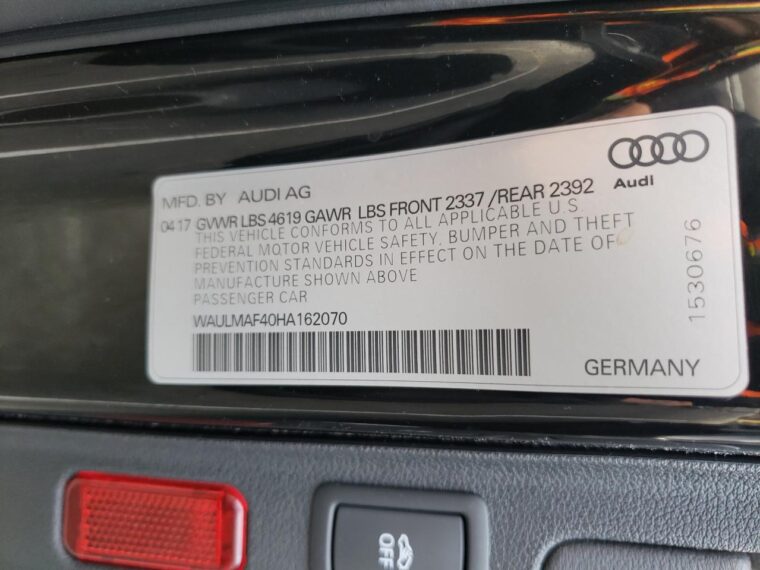 Audi
MFD. BY AUDI AG
04 17 GVWR LBS 4619 GAWR LBS FRONT 2337 /REAR 2392
THIS VEHICLE CONFORMS TO ALL APPLICABLE U.S
FEDERAL MOTOR VEHICLE SAFETY, BUMPER AND THEFT
PREVENTION STANDARDS IN EFFECT ON THE DATE OF
MANUFACTURE SHOWN ABOVE
PASSENGER CAR
WAULMAF40HA162070
1530676
GERMANY
OFF